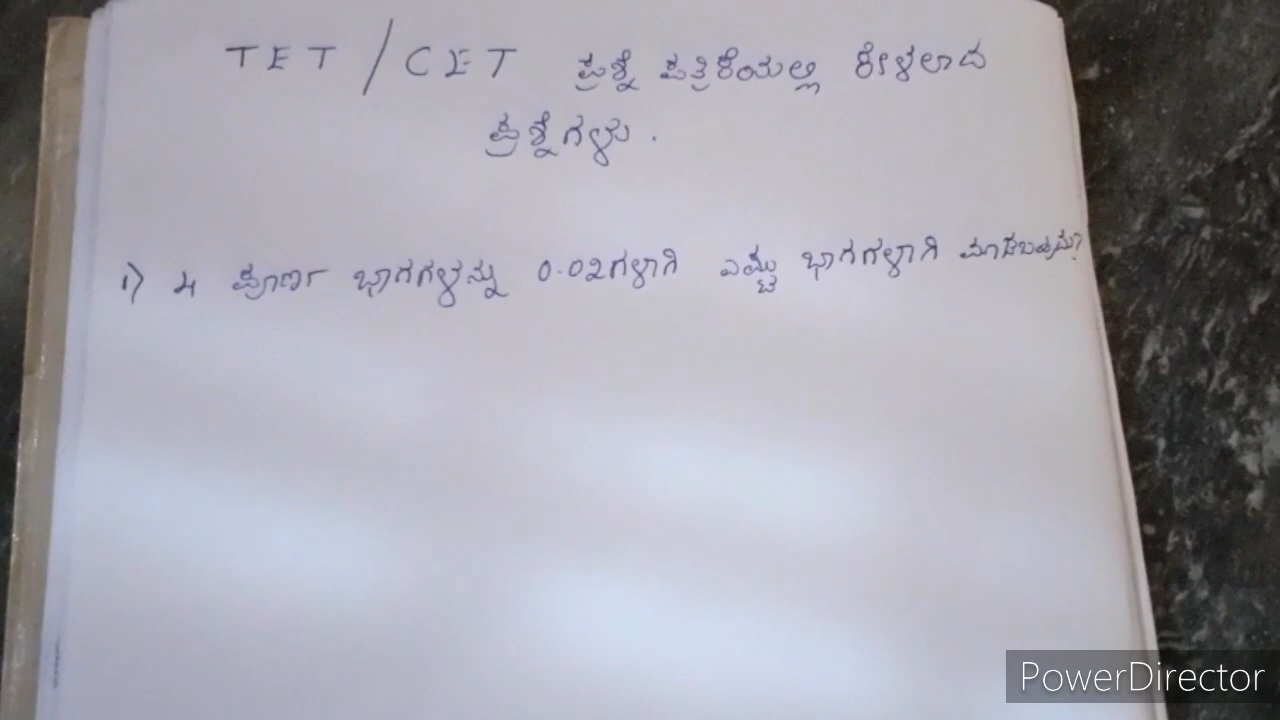 TET / CET ಪ್ರಶ್ನೆ ಪತ್ರಿಕೆಯಲ್ಲಿ ಕೇಳಲಾದ
ಪ್ರಶ್ನೆಗಳು .
1) 4 ಪೂರ್ಣ ಭಾಗಗಳನ್ನು 0.02ಗಳಾಗಿ ಎಷ್ಟು ಭಾಗಗಳಾಗಿ ಮಾಡಬಹುದು?
PowerDirector